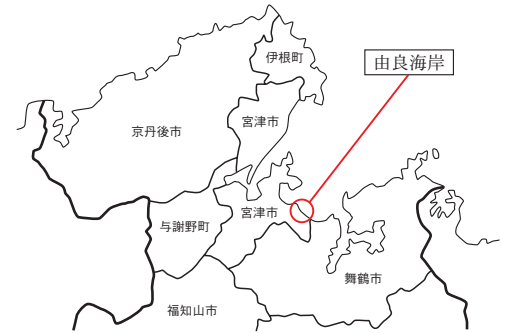 伊根町
由良海岸
宮津市
京丹後市
与謝野町
宮津市
舞鶴市
福知山市